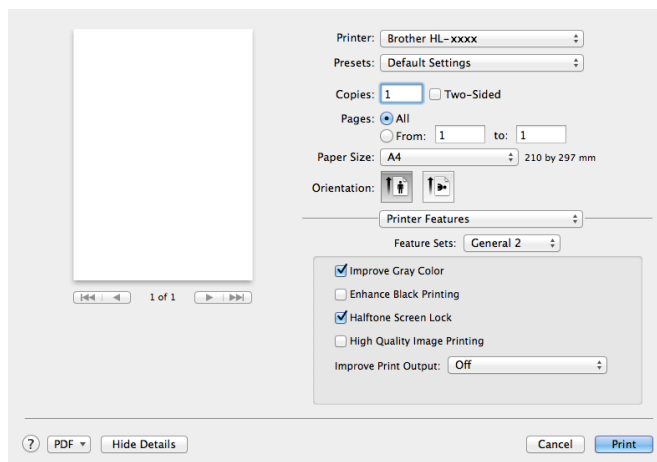 Printer: Brother HL-xxxx
Presets: Default Settings
Copies: 1 Two-Sided
Pages: All
From: 1 to: 1
Paper Size: A4 210 by 297 mm
Orientation:
Printer Features
Feature Sets: General 2
Improve Gray Color
1 of 1
Enhance Black Printing
Halftone Screen Lock
High Quality Image Printing
Improve Print Output: Off
? PDF Hide Details Cancel Print